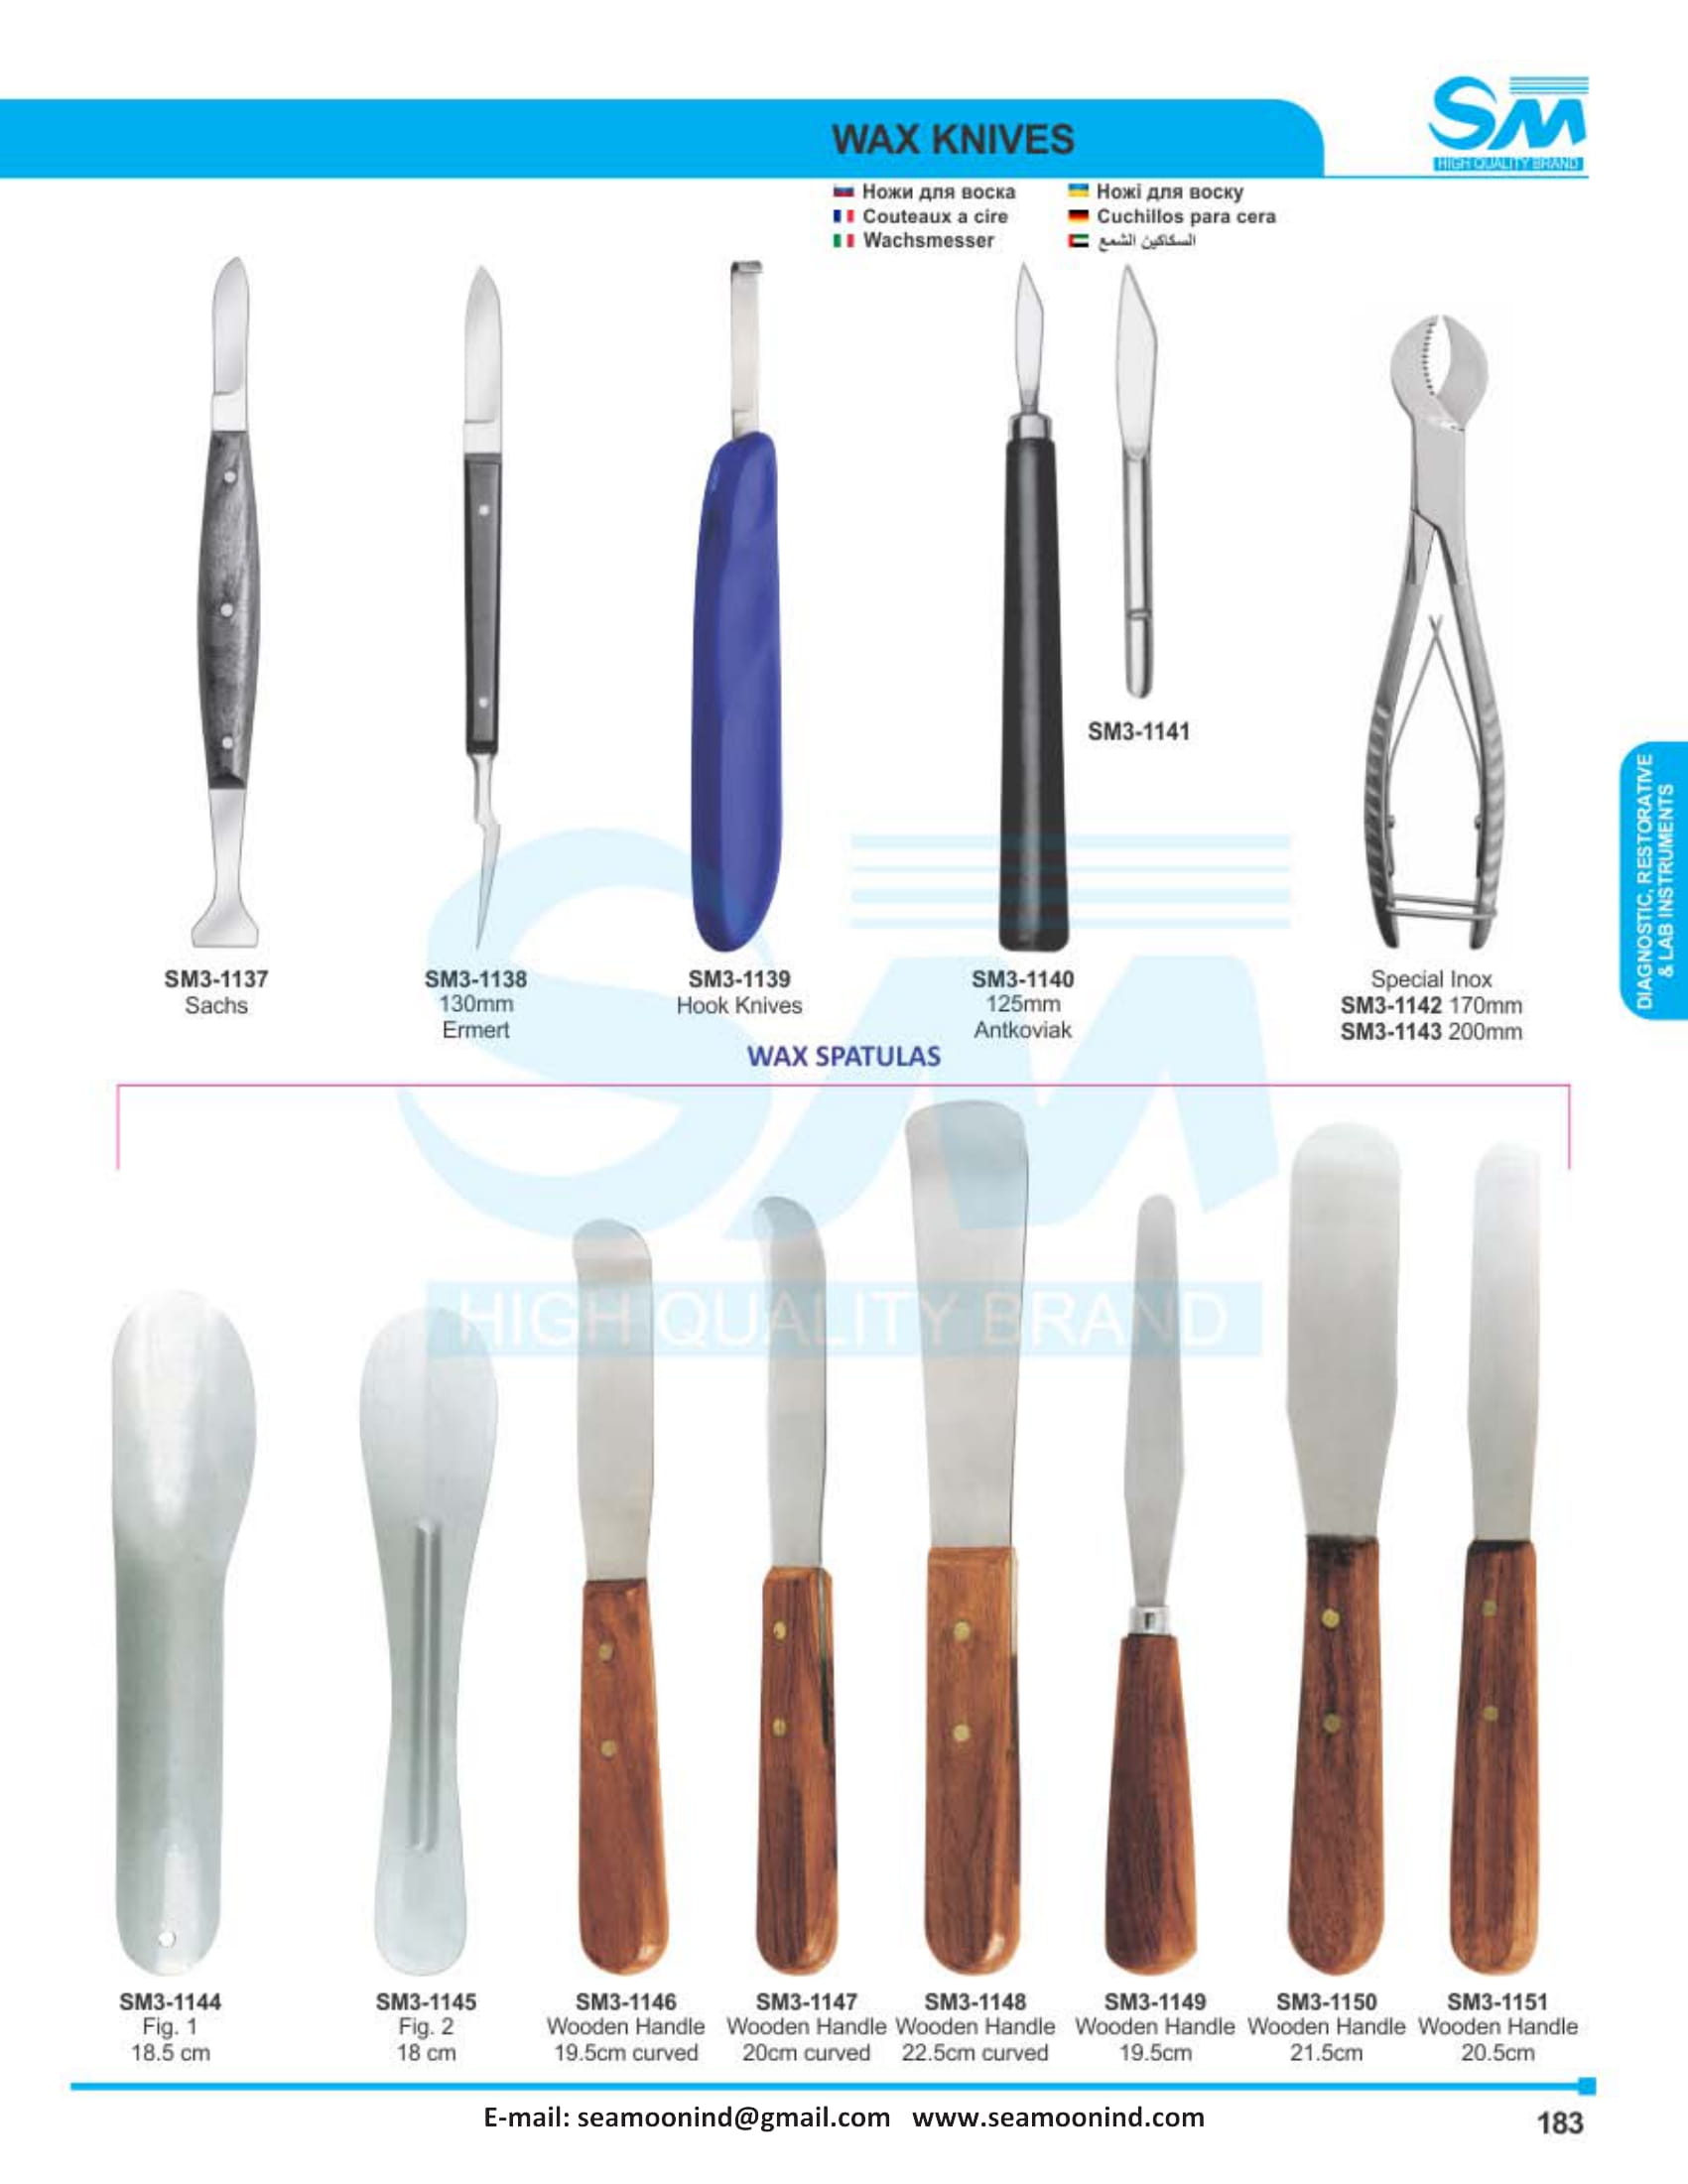 SM
HIGH QUALITY BRAND
WAX KNIVES
Ножи для воска
Ножі для воску
Couteaux a cire
Cuchillos para cera
Wachsmesser
السكاكين الشمع
SM3-1141
DIAGNOSTIC, RESTORATIVE
& LAB INSTRUMENTS
SM3-1137
Sachs
SM3-1138
130mm
Ermert
SM3-1139
Hook Knives
SM3-1140
125mm
Antkoviak
Special Inox
SM3-1142 170mm
SM3-1143 200mm
WAX SPATULAS
SM
HIGH QUALITY BRAND
SM3-1144
Fig. 1
18.5 cm
SM3-1145
Fig. 2
18 cm
SM3-1146
Wooden Handle
19.5cm curved
SM3-1147
Wooden Handle
20cm curved
SM3-1148
Wooden Handle
22.5cm curved
SM3-1149
Wooden Handle
19.5cm
SM3-1150
Wooden Handle
21.5cm
SM3-1151
Wooden Handle
20.5cm
E-mail: seamoonind@gmail.com www.seamoonind.com
183